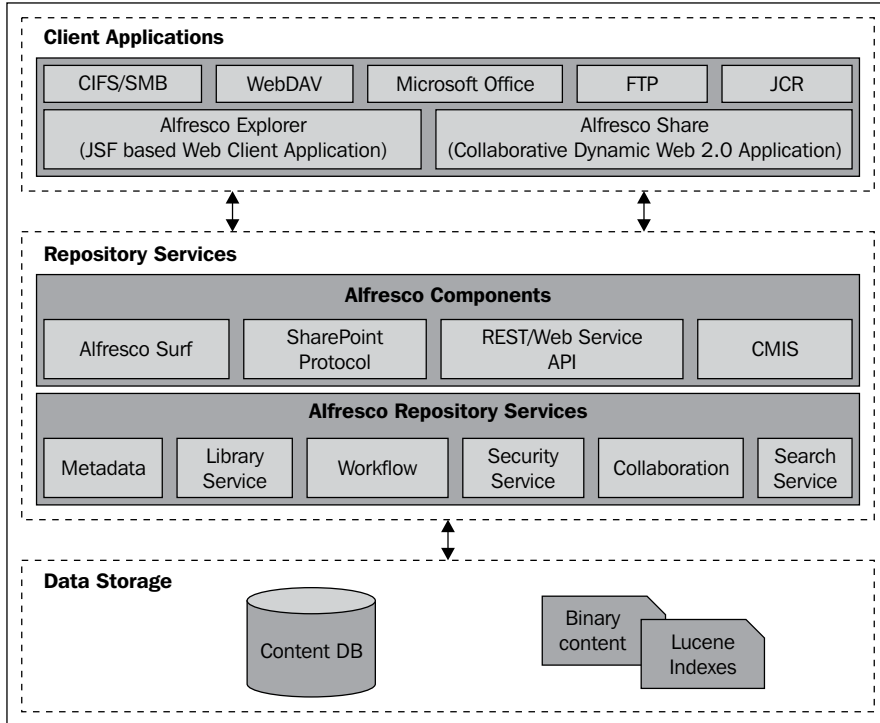 Client Applications
CIFS/SMB
WebDAV
Microsoft Office
FTP
JCR
Alfresco Explorer
(JSF based Web Client Application)
Alfresco Share
(Collaborative Dynamic Web 2.0 Application)
Repository Services
Alfresco Components
Alfresco Surf
SharePoint
Protocol
REST/Web Service
API
CMIS
Alfresco Repository Services
Metadata
Library
Service
Workflow
Security
Service
Collaboration
Search
Service
Data Storage
Content DB
Binary
content
Lucene
Indexes